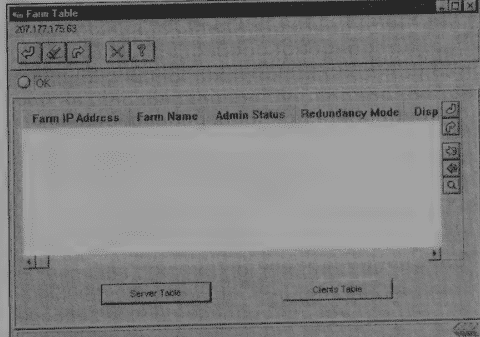 Farm Table
207.177.175.63
OK
Farm IP Address Farm Name Admin Status Redundancy Mode Disp
Server Table
Clients Table